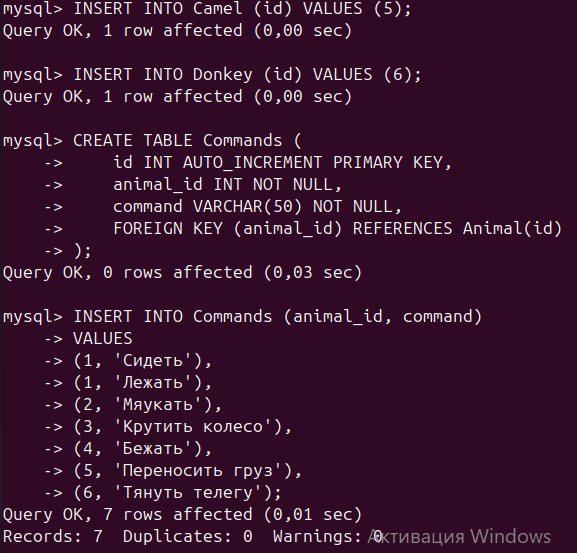 mysql> INSERT INTO Camel (id) VALUES (5);
Query OK, 1 row affected (0,00 sec)
mysql> INSERT INTO Donkey (id) VALUES (6);
Query OK, 1 row affected (0,00 sec)
mysql> CREATE TABLE Commands (
    ->     id INT AUTO_INCREMENT PRIMARY KEY,
    ->     animal_id INT NOT NULL,
    ->     command VARCHAR(50) NOT NULL,
    ->     FOREIGN KEY (animal_id) REFERENCES Animal(id)
    -> );
Query OK, 0 rows affected (0,03 sec)
mysql> INSERT INTO Commands (animal_id, command)
    -> VALUES
    -> (1, 'Сидеть'),
    -> (1, 'Лежать'),
    -> (2, 'Мяукать'),
    -> (3, 'Крутить колесо'),
    -> (4, 'Бежать'),
    -> (5, 'Переносить груз'),
    -> (6, 'Тянуть телегу');
Query OK, 7 rows affected (0,01 sec)
Records: 7  Duplicates: 0  Warnings: 0
Активация Windows